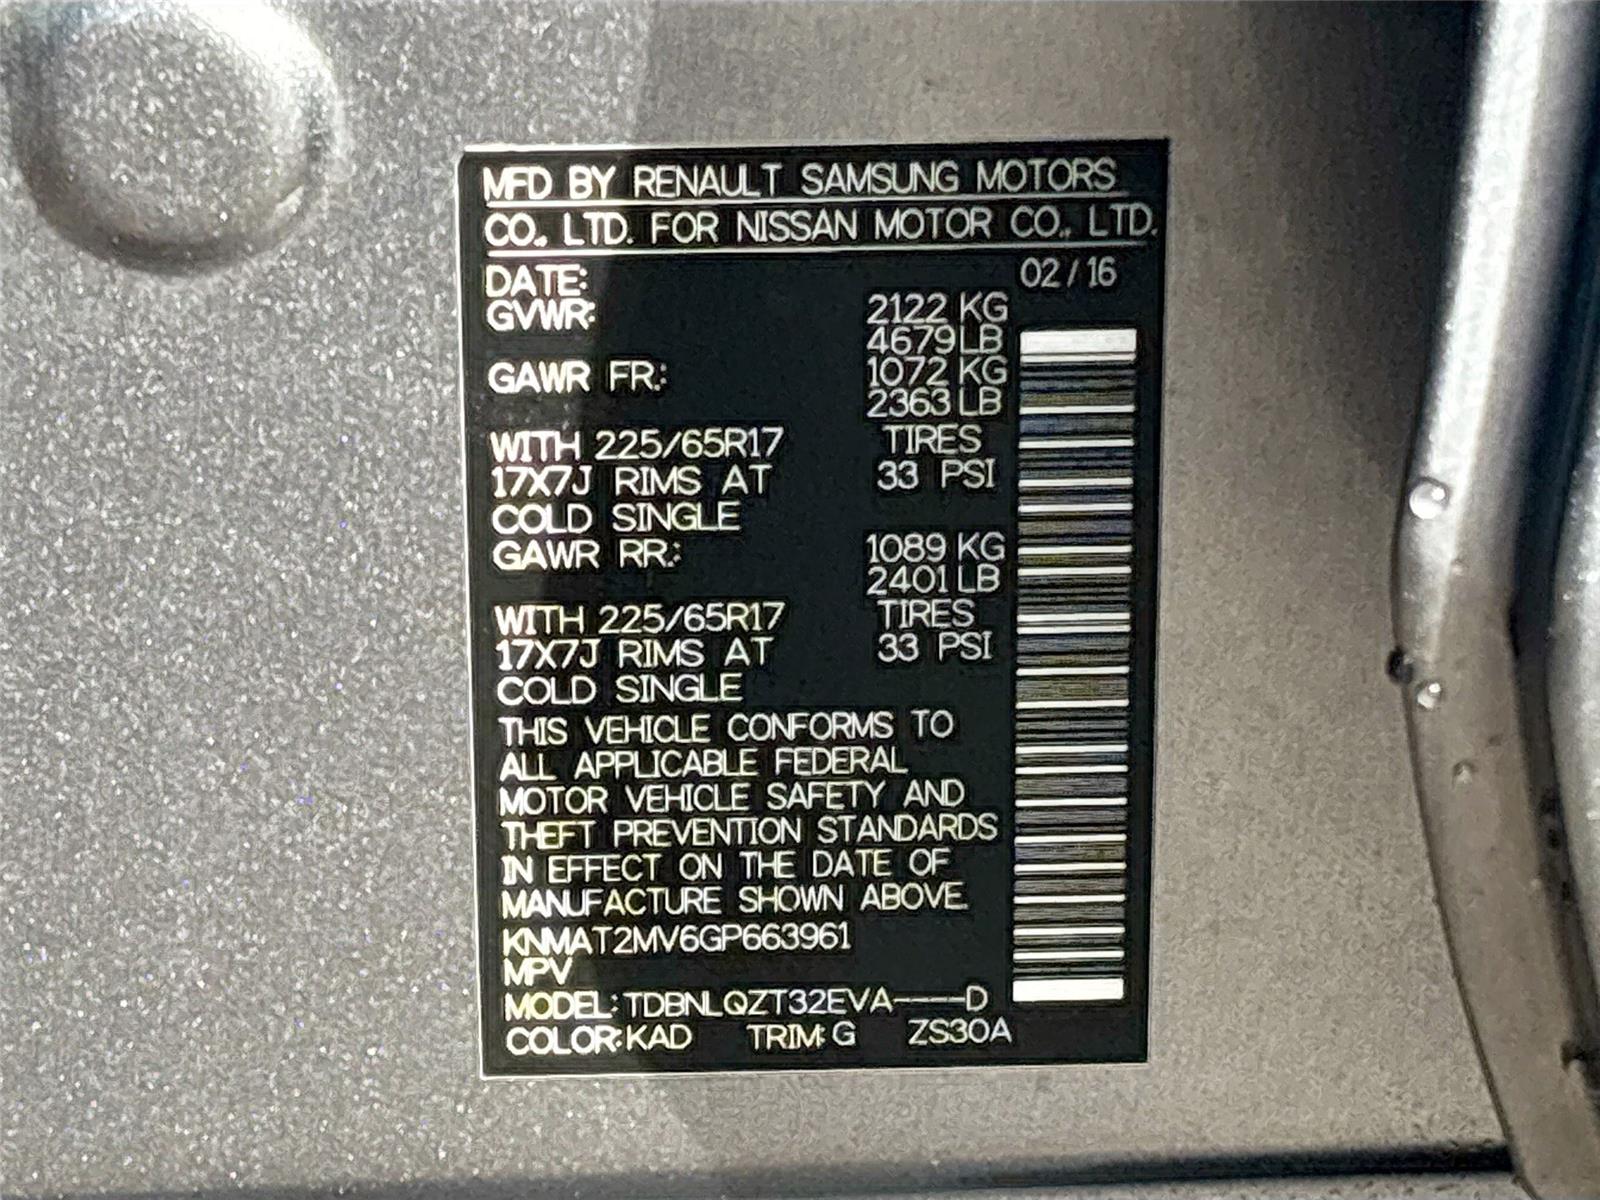 MFD BY RENAULT SAMSUNG MOTORS
CO., LTD. FOR NISSAN MOTOR CO., LTD.
DATE: 02 / 16
GVWR: 2122 KG
4679 LB
GAWR FR.: 1072 KG
2363 LB
WITH 225/65R17 TIRES
17X7J RIMS AT 33 PSI
COLD SINGLE
GAWR RR.: 1089 KG
2401 LB
WITH 225/65R17 TIRES
17X7J RIMS AT 33 PSI
COLD SINGLE
THIS VEHICLE CONFORMS TO
ALL APPLICABLE FEDERAL
MOTOR VEHICLE SAFETY AND
THEFT PREVENTION STANDARDS
IN EFFECT ON THE DATE OF
MANUFACTURE SHOWN ABOVE.
KNMAT2MV6GP663961
MPV
MODEL: TDBNLQZT32EVA----D
COLOR: KAD TRIM: G ZS30A